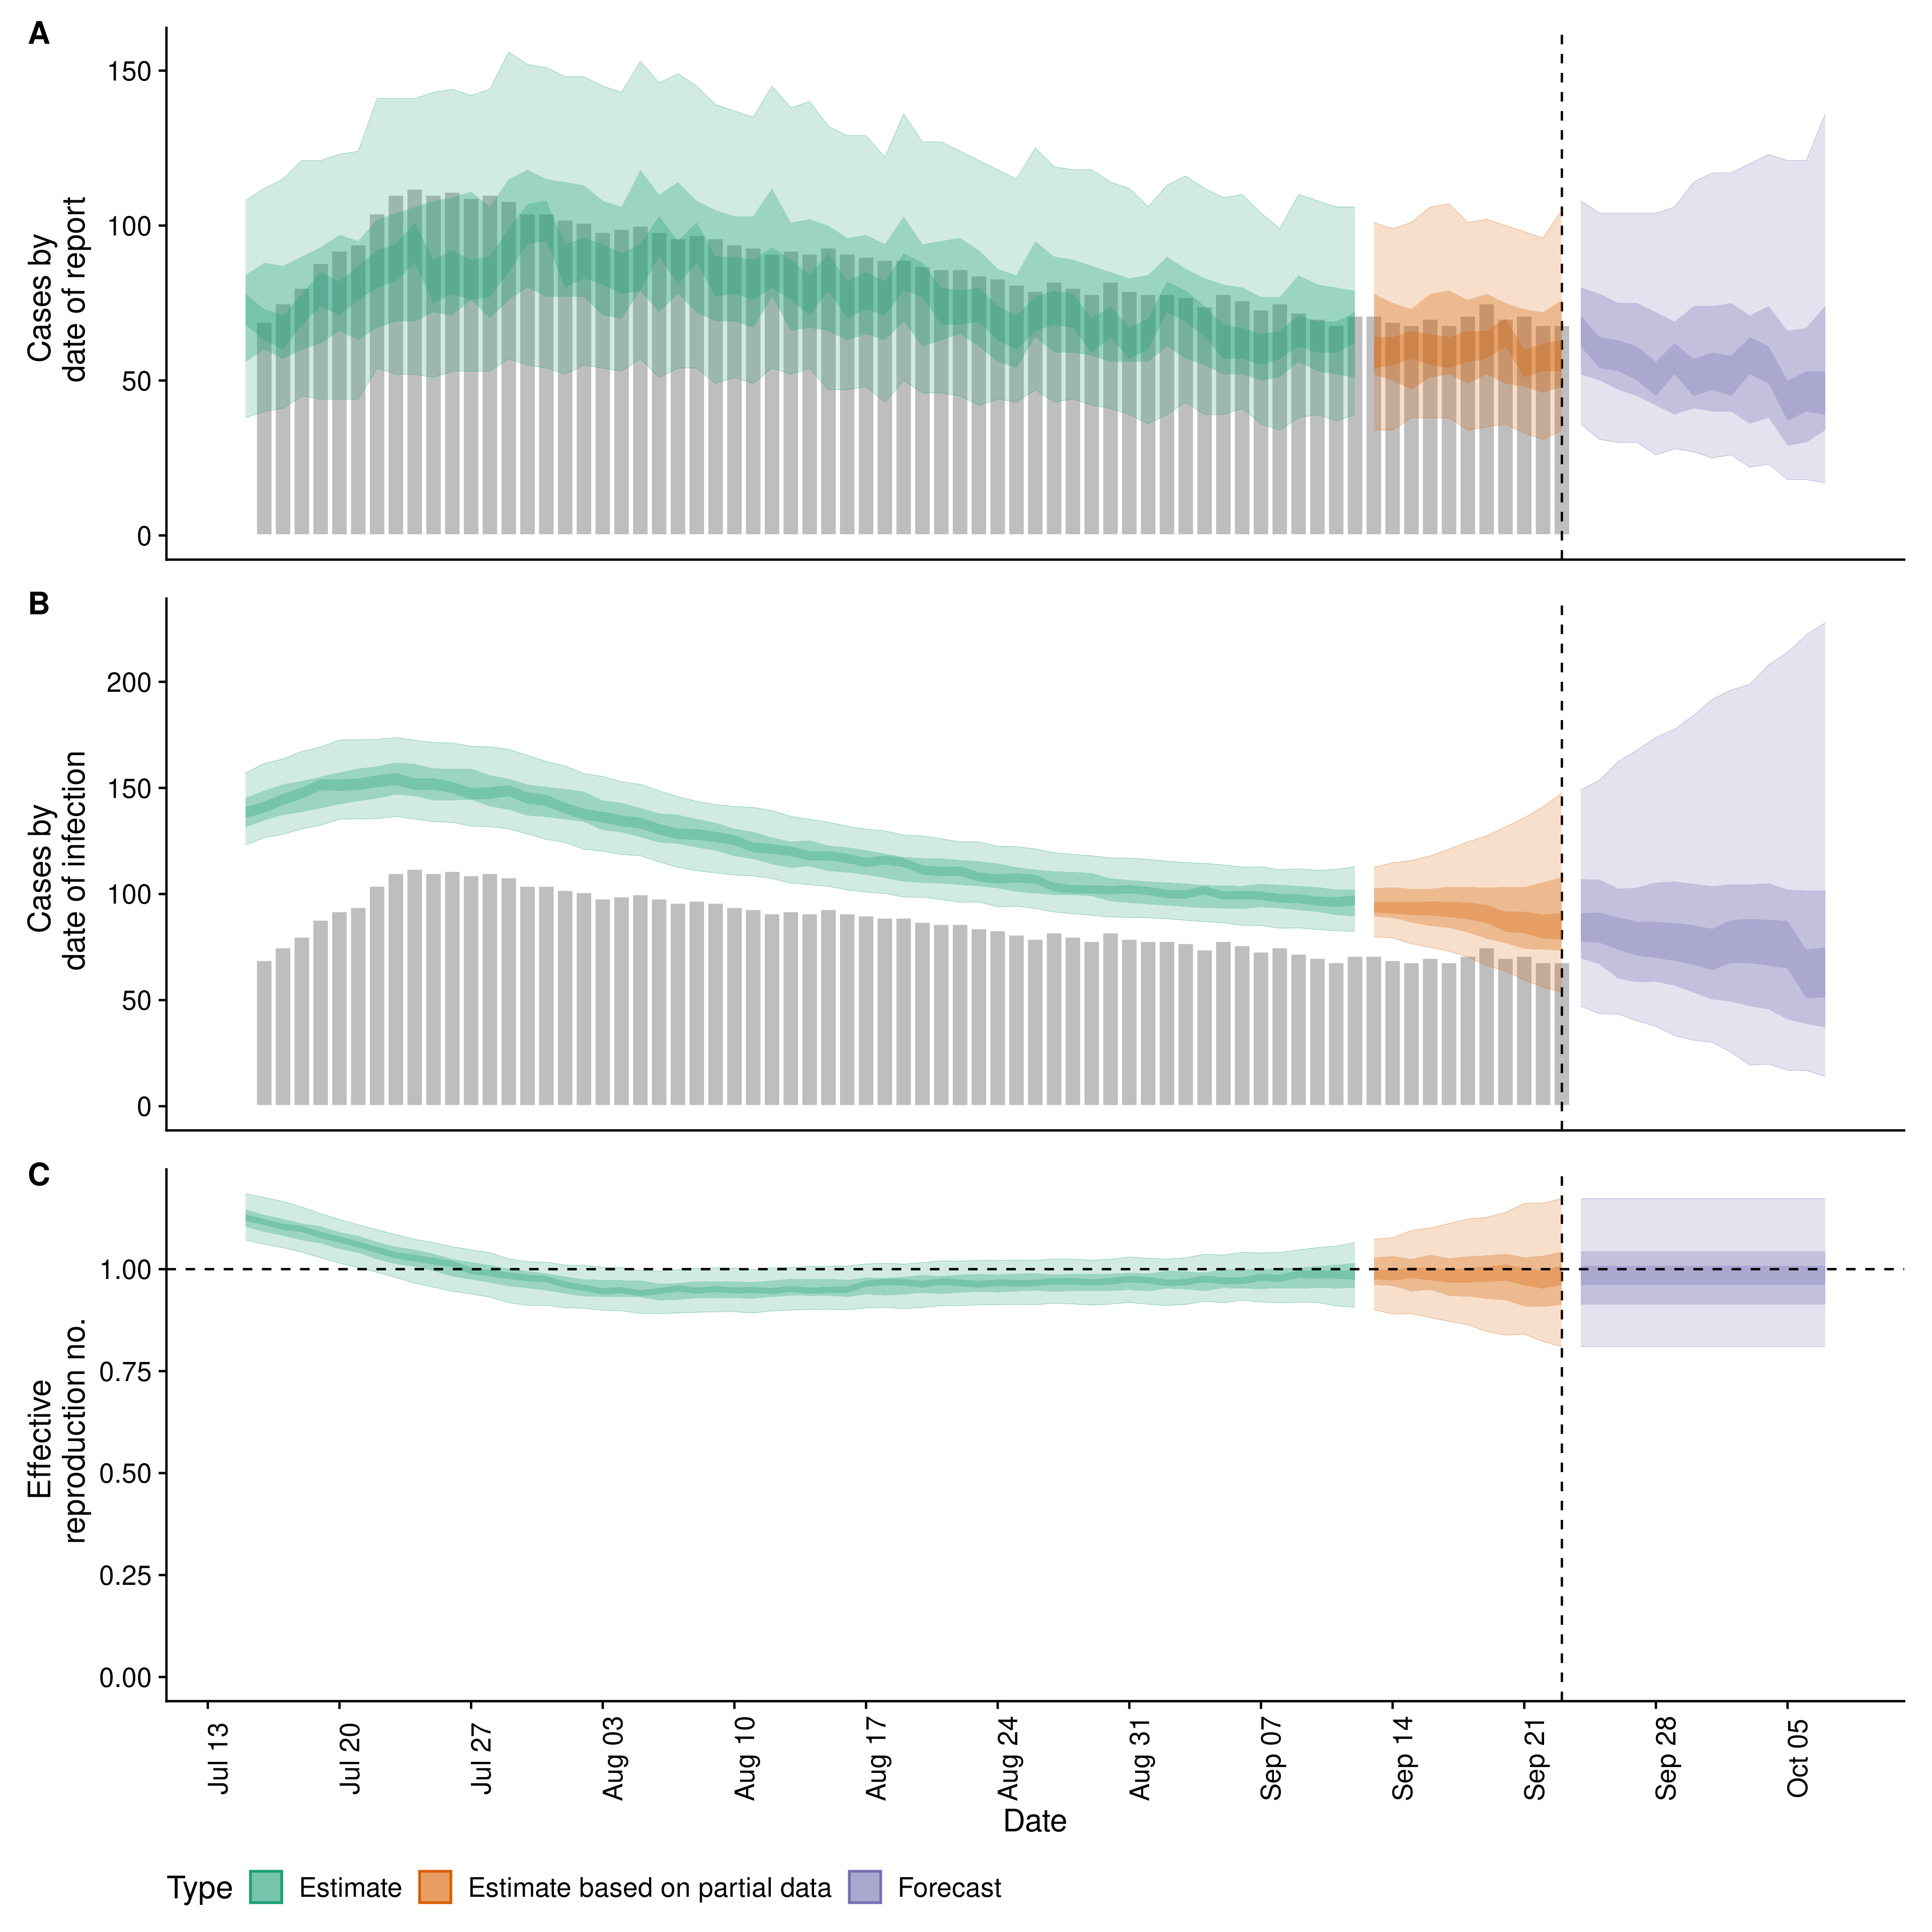 A
Cases by
date of report
150
100
50
0
B
Cases by
date of infection
200
150
100
50
0
C
Effective
reproduction no.
1.00
0.75
0.50
0.25
0.00
Jul 13
Jul 20
Jul 27
Aug 03
Aug 10
Aug 17
Aug 24
Aug 31
Sep 07
Sep 14
Sep 21
Sep 28
Oct 05
Date
Type
Estimate
Estimate based on partial data
Forecast